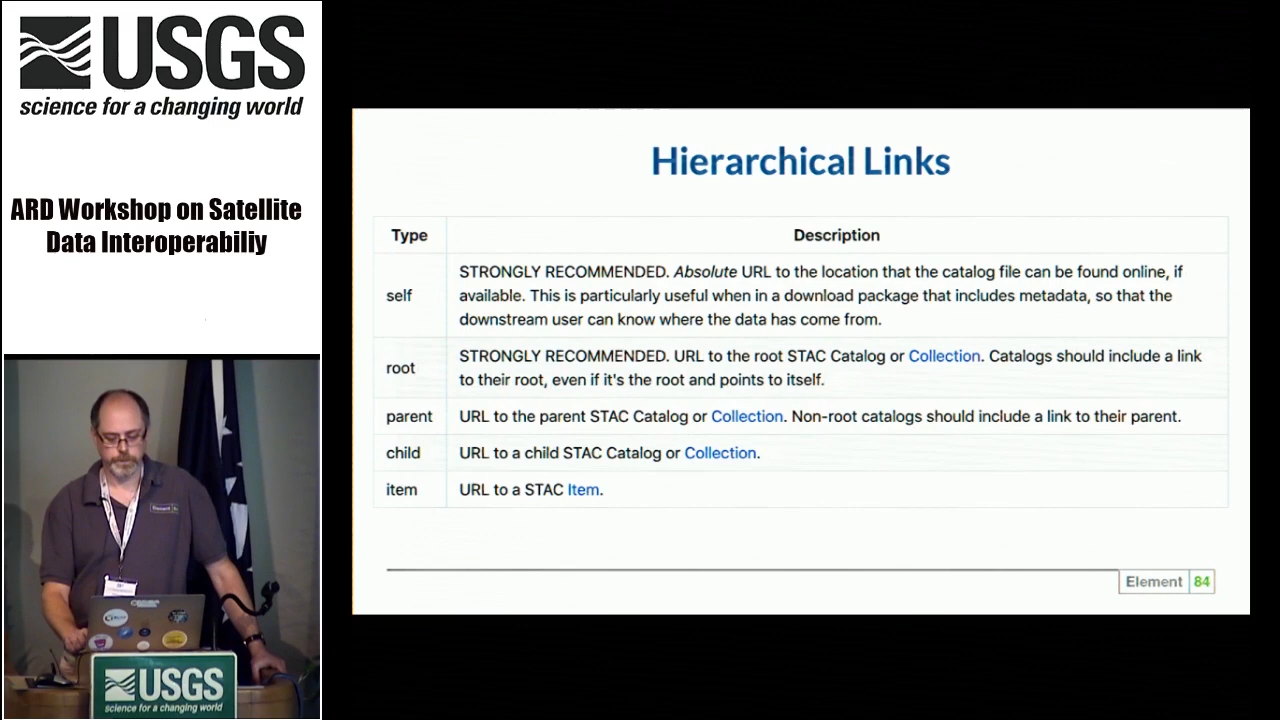 USGS
science for a changing world
ARD Workshop on Satellite
Data Interoperabiliy
Hierarchical Links
Type Description
self STRONGLY RECOMMENDED. Absolute URL to the location that the catalog file can be found online, if
available. This is particularly useful when in a download package that includes metadata, so that the
downstream user can know where the data has come from.
root STRONGLY RECOMMENDED. URL to the root STAC Catalog or Collection. Catalogs should include a link
to their root, even if it's the root and points to itself.
parent URL to the parent STAC Catalog or Collection. Non-root catalogs should include a link to their parent.
child URL to a child STAC Catalog or Collection.
item URL to a STAC Item.
Element 84
Element
USGS
science for a changing world